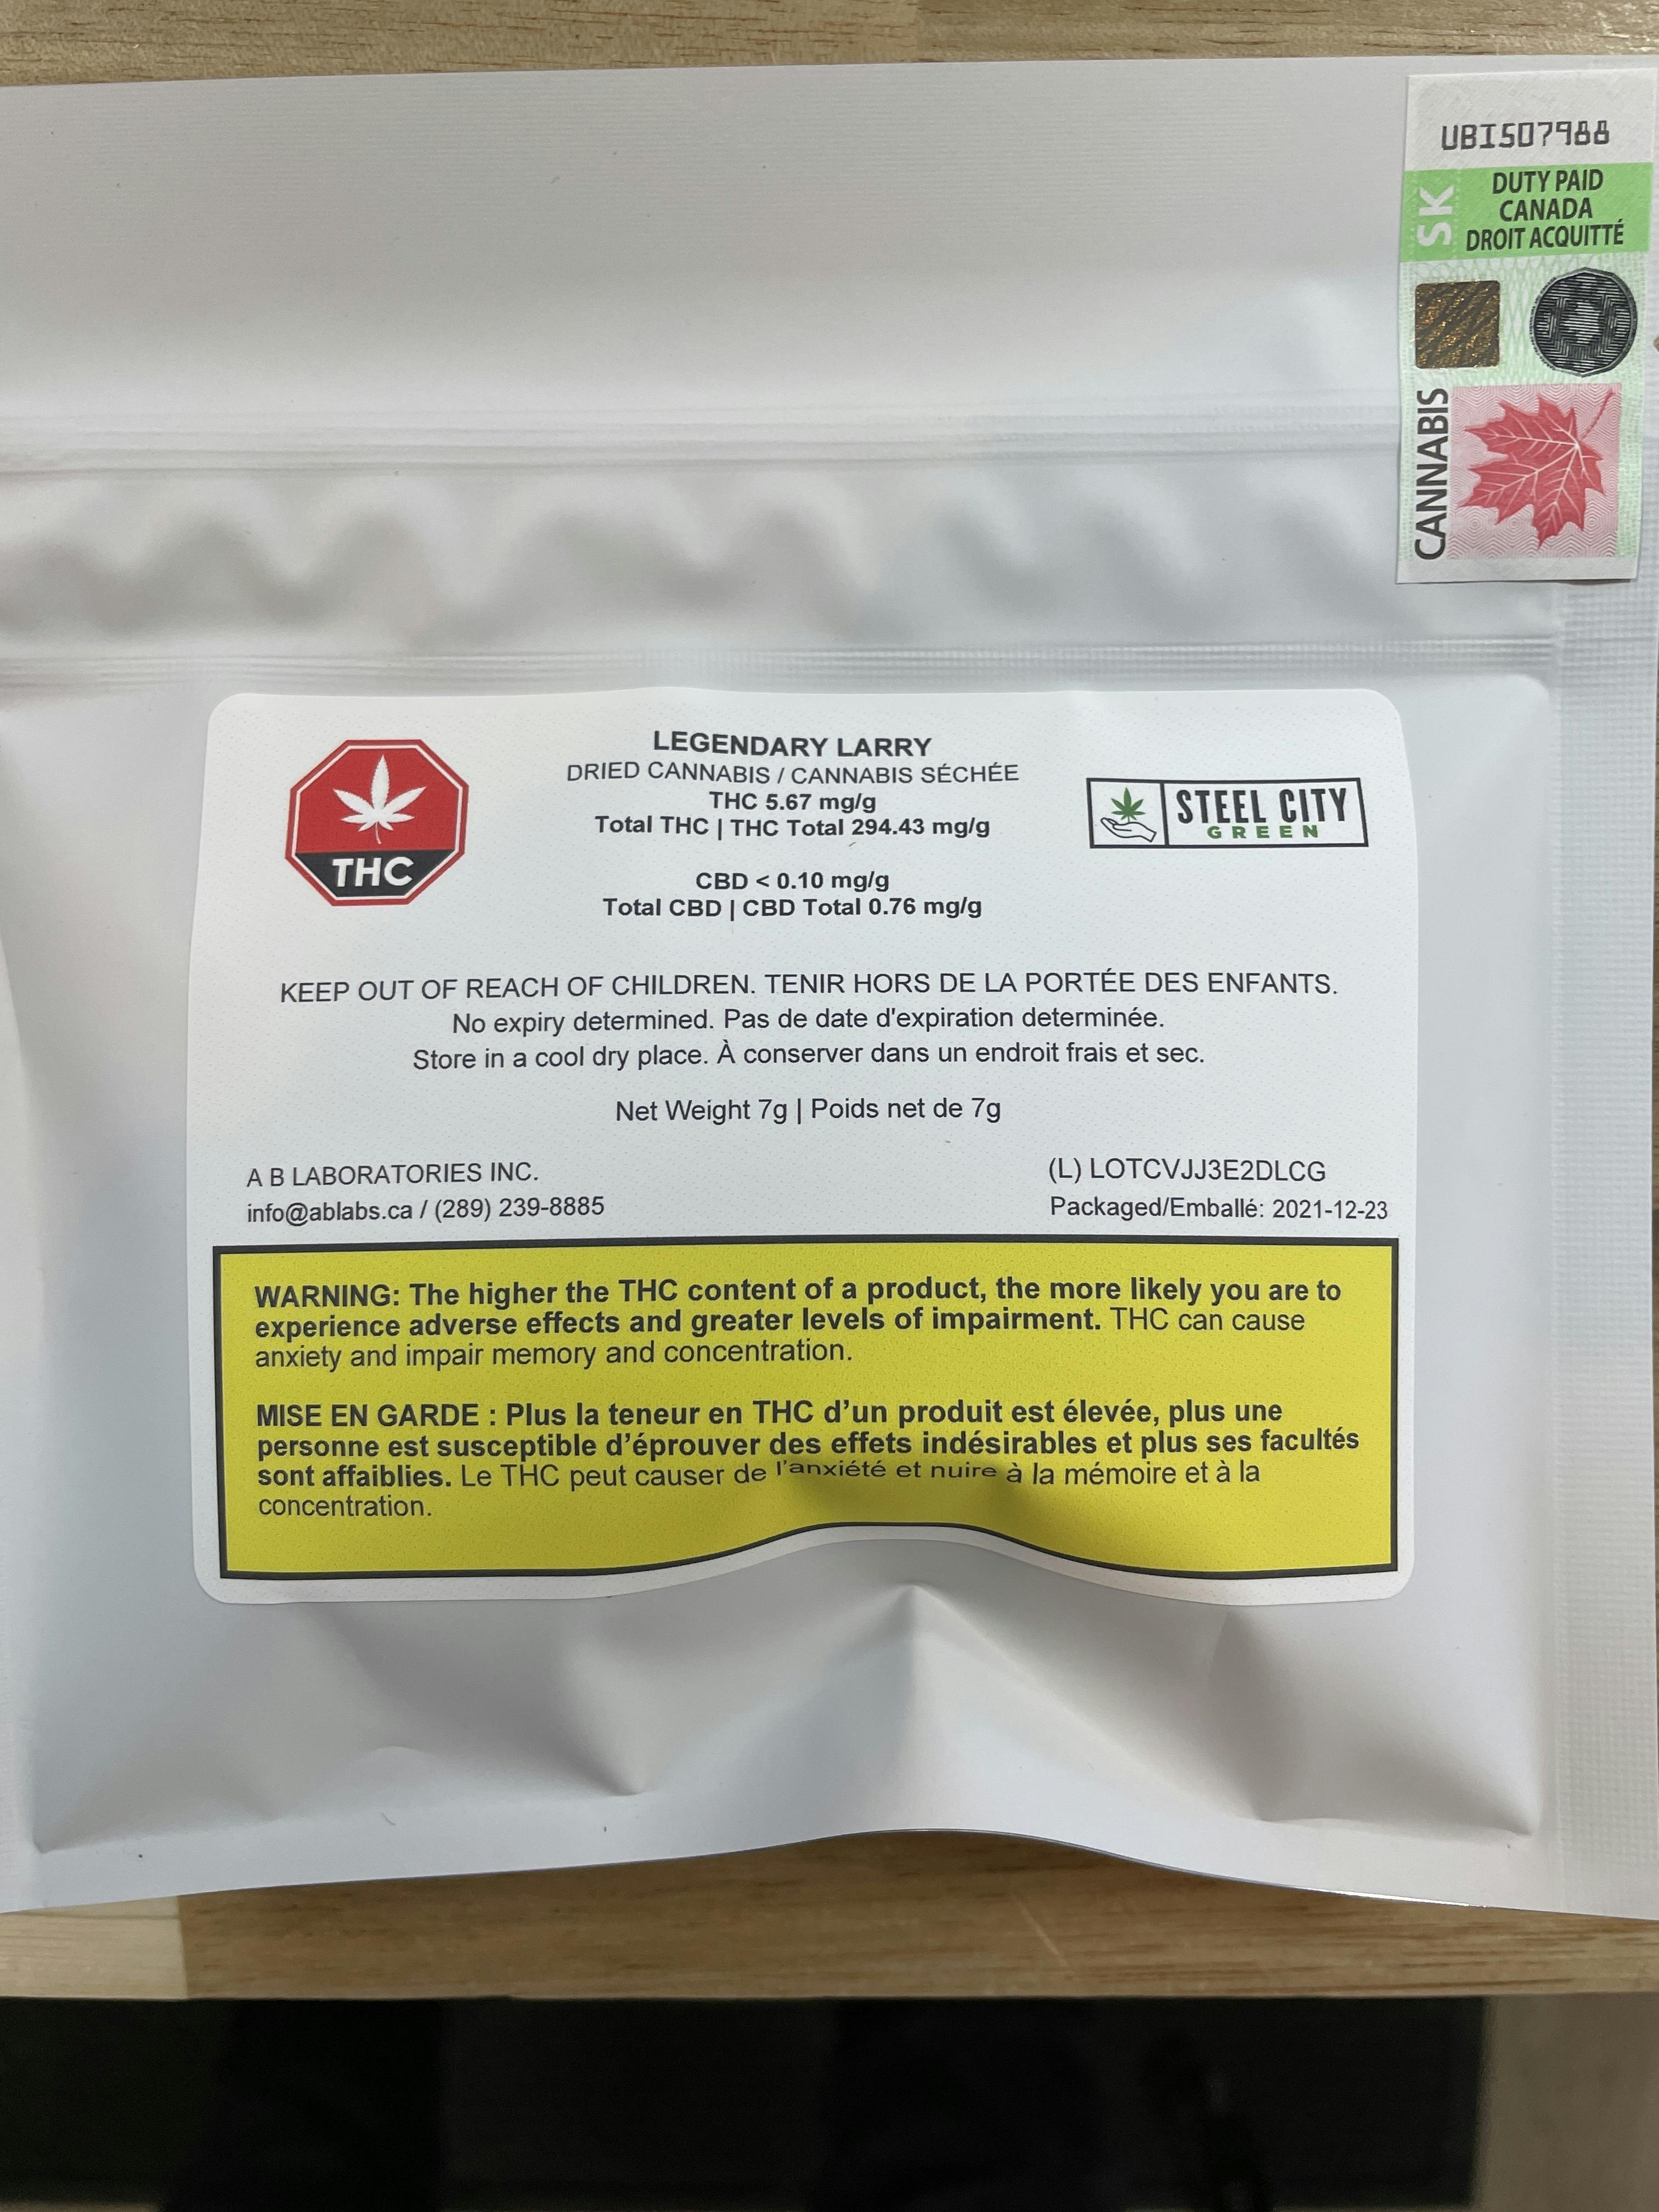 UBI507988
SK
DUTY PAID
CANADA
DROIT ACQUITTÉ
CANNABIS
THC
LEGENDARY LARRY
DRIED CANNABIS / CANNABIS SÉCHÉE
THC 5.67 mg/g
Total THC | THC Total 294.43 mg/g
CBD < 0.10 mg/g
Total CBD | CBD Total 0.76 mg/g
STEEL CITY
GREEN
KEEP OUT OF REACH OF CHILDREN. TENIR HORS DE LA PORTÉE DES ENFANTS.
No expiry determined. Pas de date d'expiration determinée.
Store in a cool dry place. À conserver dans un endroit frais et sec.
Net Weight 7g | Poids net de 7g
A B LABORATORIES INC.
info@ablabs.ca / (289) 239-8885
(L) LOTCVJJ3E2DLCG
Packaged/Emballé: 2021-12-23
WARNING: The higher the THC content of a product, the more likely you are to
experience adverse effects and greater levels of impairment. THC can cause
anxiety and impair memory and concentration.
MISE EN GARDE : Plus la teneur en THC d’un produit est élevée, plus une
personne est susceptible d’éprouver des effets indésirables et plus ses facultés
sont affaiblies. Le THC peut causer de l’anxiété et nuire à la mémoire et à la
concentration.